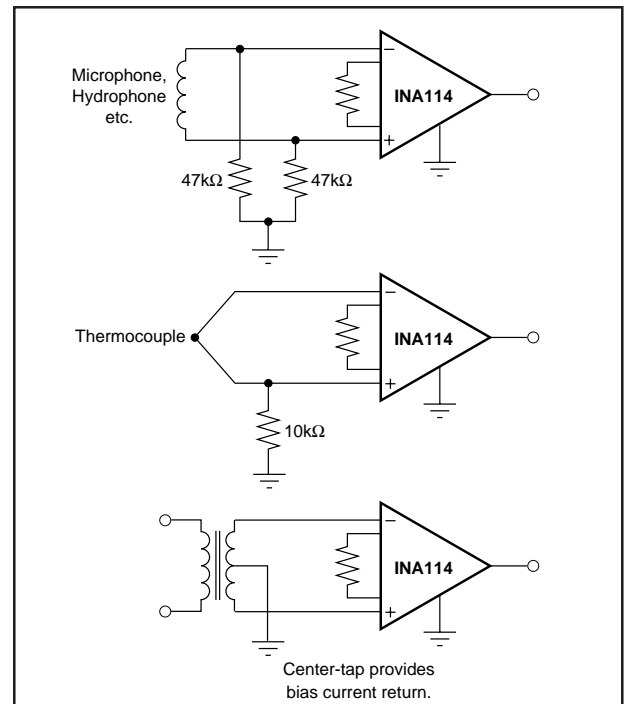 Microphone,
Hydrophone
etc.
−
INA114
+
47kΩ
47kΩ
−
Thermocouple
INA114
+
10kΩ
−
INA114
+
Center-tap provides
bias current return.